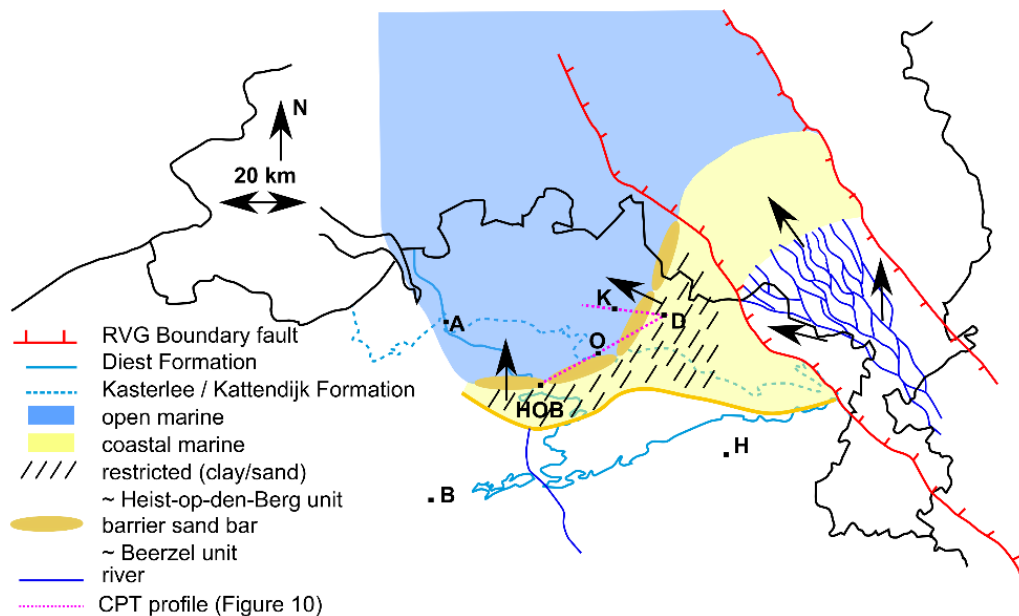 N
20 km
K
A
D
O
HOB
H
B
RVG Boundary fault
Diest Formation
Kasterlee / Kattendijk Formation
open marine
coastal marine
restricted (clay/sand)
~ Heist-op-den-Berg unit
barrier sand bar
~ Beerzel unit
river
CPT profile (Figure 10)